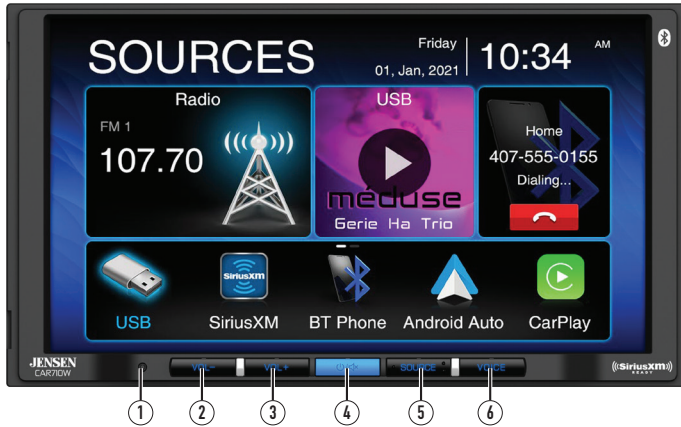 SOURCES
Friday
01, Jan, 2021
10:34 AM
Radio
FM 1
107.70
USB
méduse
Gerie Ha Trio
Home
407-555-0155
Dialing...
USB
SiriusXM
SiriusXM
BT Phone
Android Auto
CarPlay
JENSEN
CAR710W
VOL-
VOL+
SOURCE
VOICE
((SiriusXM))
READY
1
2
3
4
5
6